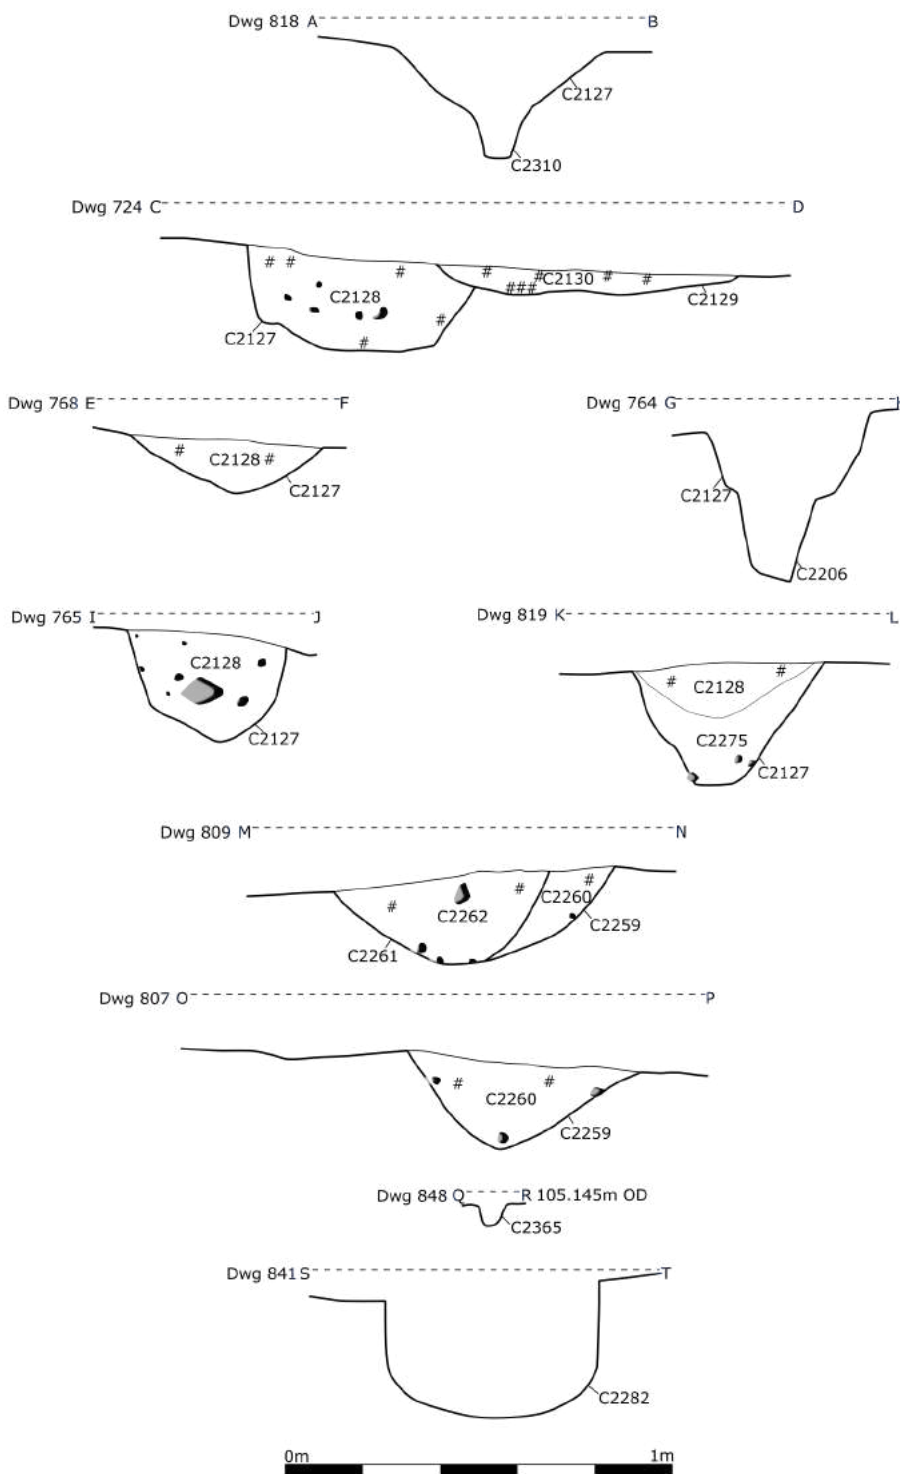 Dwg 818 A B
C2127
C2310
Dwg 724 C D
# # # # # # #
C2130
###
C2128
C2129
#
C2127
#
Dwg 768 E F
#
C2128 #
C2127
Dwg 764 G
C2127
C2206
Dwg 765 I J
C2128
C2127
Dwg 819 K L
# C2128 #
C2275
C2127
Dwg 809 M N
# #
C2260
#
C2262
C2259
C2261
Dwg 807 O P
# #
C2260
C2259
Dwg 848 Q R 105.145m OD
C2365
Dwg 841 S T
C2282
0m 1m